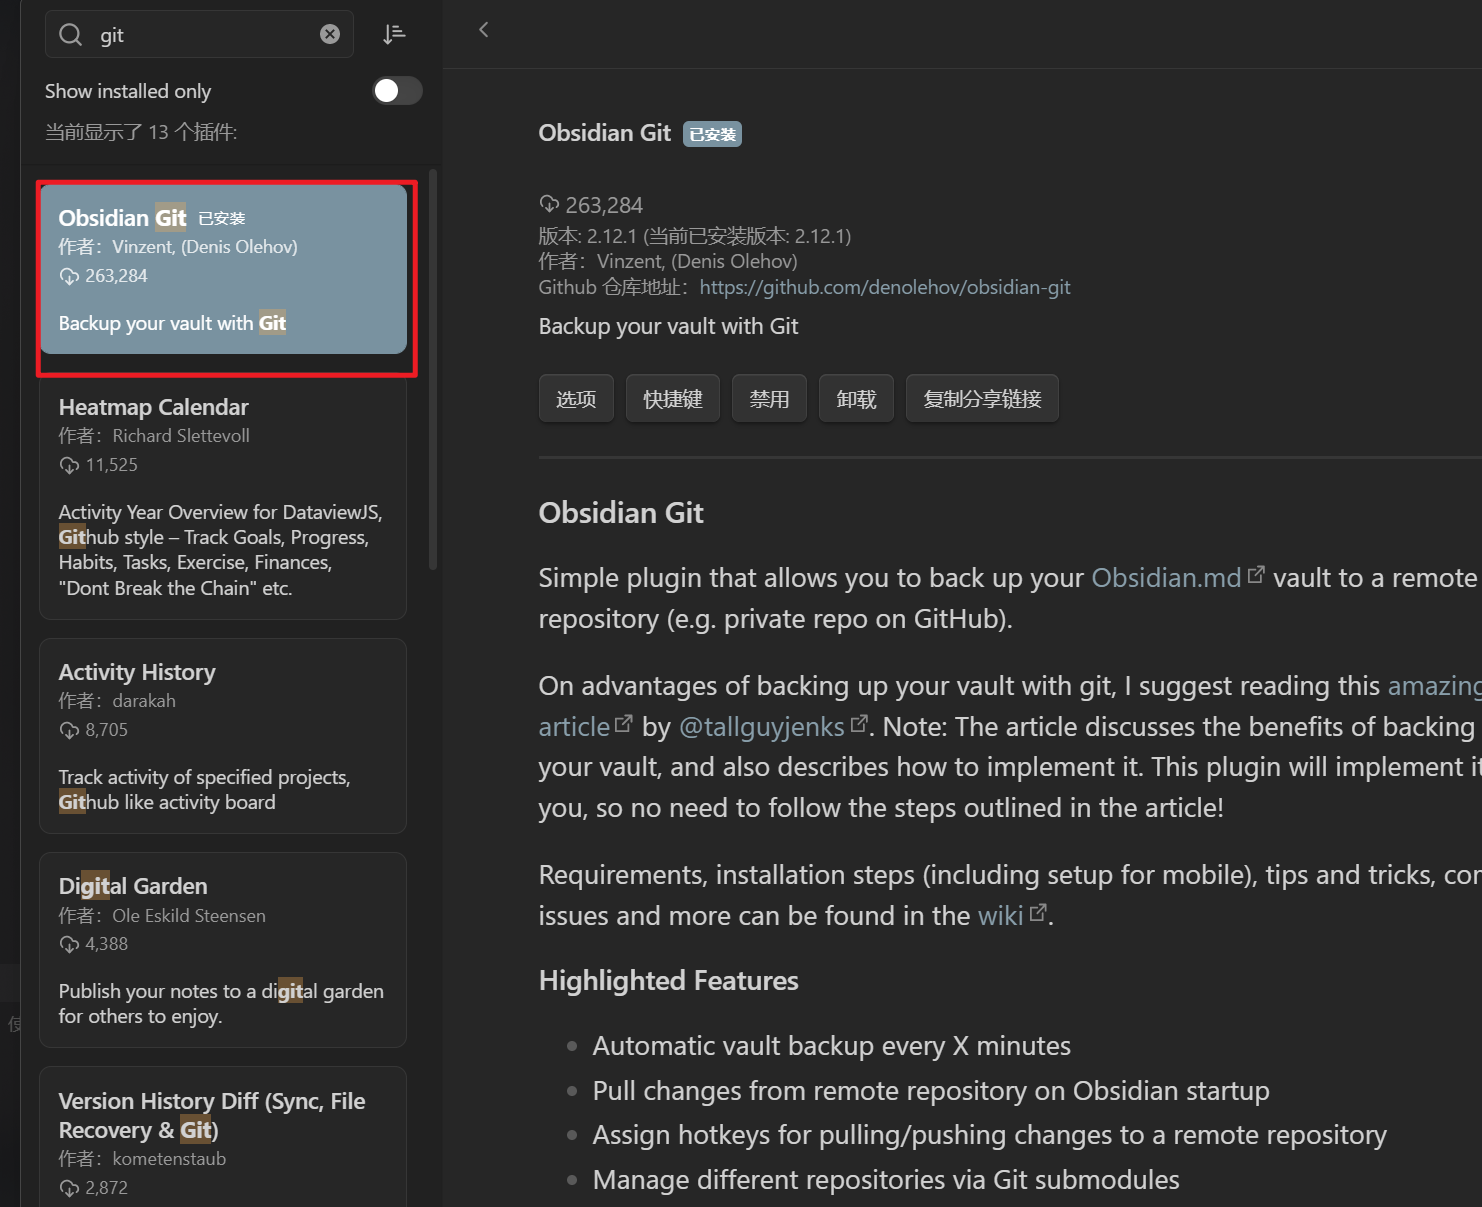 git
Show installed only
当前显示了 13 个插件:
Obsidian Git 已安装
作者：Vinzent, (Denis Olehov)
263,284
Backup your vault with Git
Heatmap Calendar
作者：Richard Slettevoll
11,525
Activity Year Overview for DataviewJS,
Github style – Track Goals, Progress,
Habits, Tasks, Exercise, Finances,
"Dont Break the Chain" etc.
Activity History
作者：darakah
8,705
Track activity of specified projects,
Github like activity board
Digital Garden
作者：Ole Eskild Steensen
4,388
Publish your notes to a digital garden
for others to enjoy.
Version History Diff (Sync, File
Recovery & Git)
作者：kometenstaub
2,872
Obsidian Git 已安装
263,284
版本: 2.12.1 (当前已安装版本: 2.12.1)
作者：Vinzent, (Denis Olehov)
Github 仓库地址：https://github.com/denolehov/obsidian-git
Backup your vault with Git
选项 快捷键 禁用 卸载 复制分享链接
Obsidian Git
Simple plugin that allows you to back up your Obsidian.md vault to a remote
repository (e.g. private repo on GitHub).
On advantages of backing up your vault with git, I suggest reading this amazing
article by @tallguyjenks. Note: The article discusses the benefits of backing
your vault, and also describes how to implement it. This plugin will implement it
you, so no need to follow the steps outlined in the article!
Requirements, installation steps (including setup for mobile), tips and tricks,
issues and more can be found in the wiki.
Highlighted Features
Automatic vault backup every X minutes
Pull changes from remote repository on Obsidian startup
Assign hotkeys for pulling/pushing changes to a remote repository
Manage different repositories via Git submodules